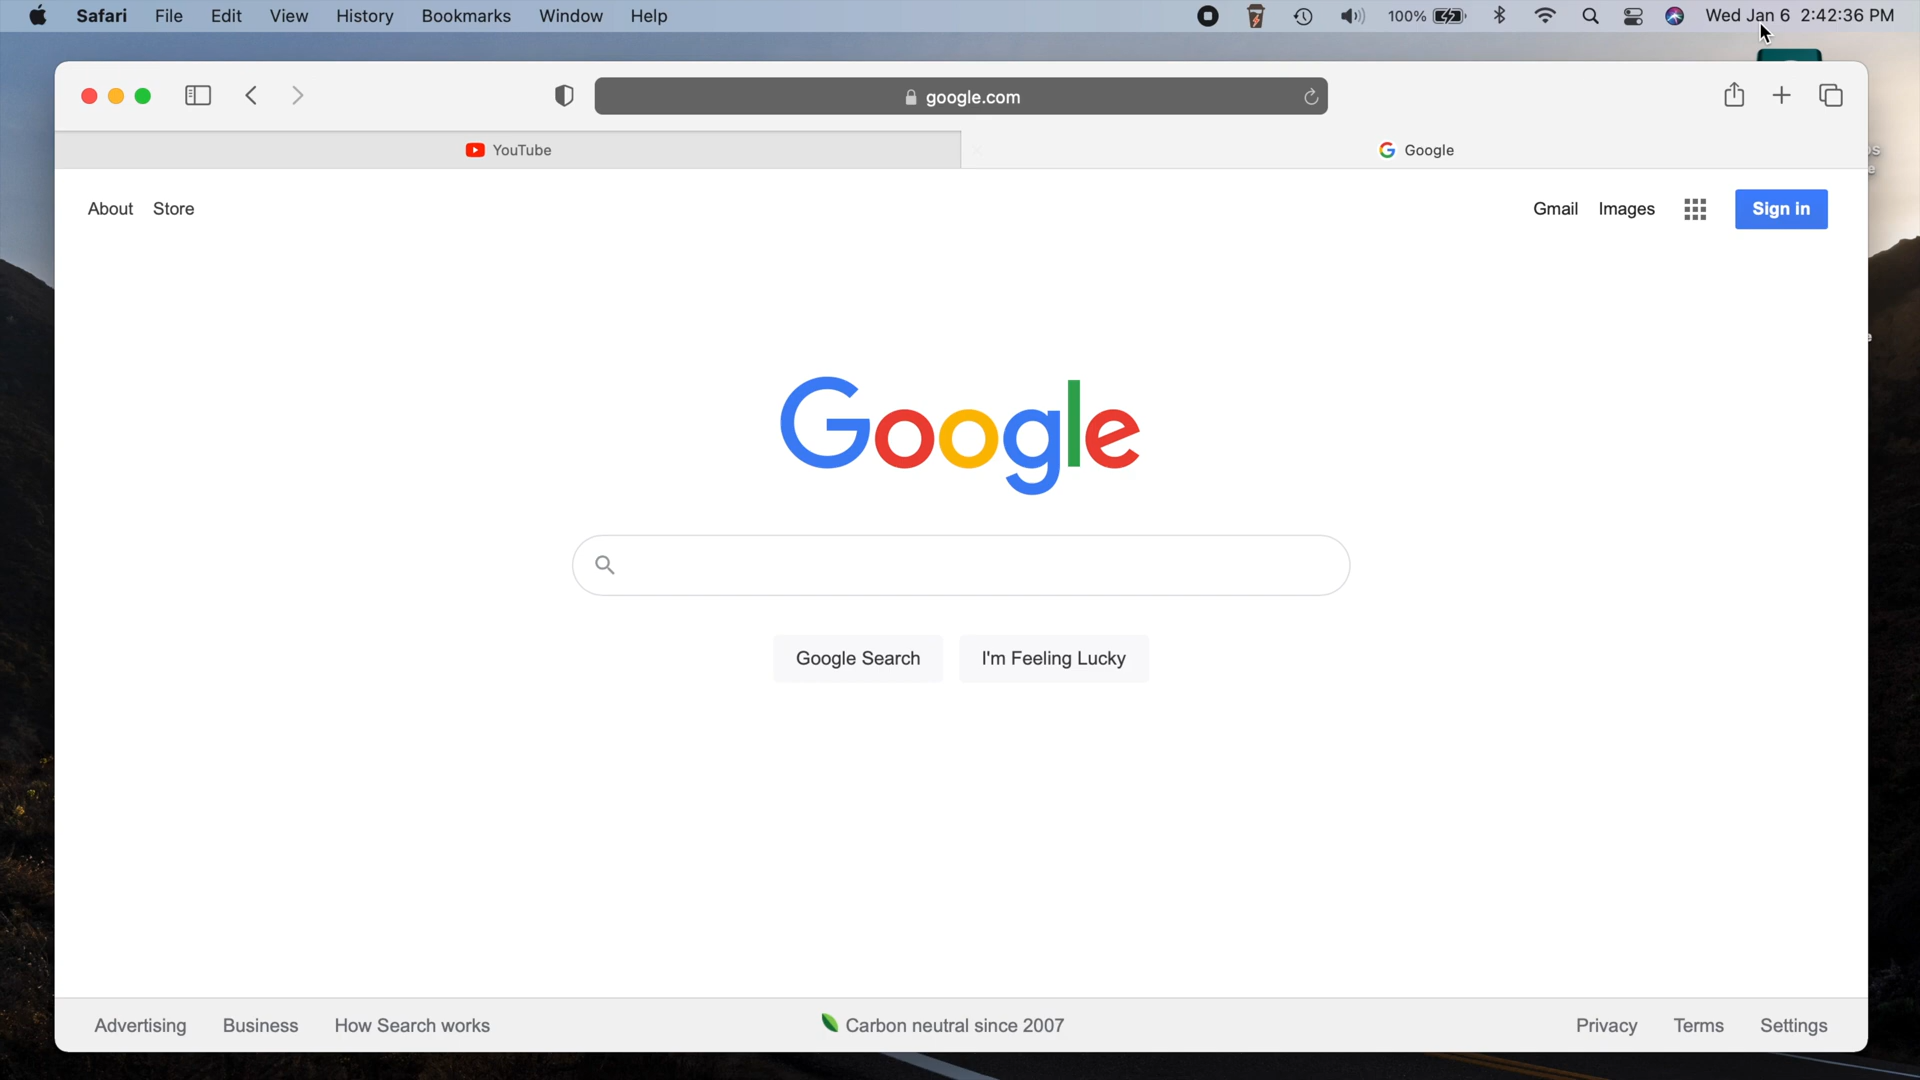 Safari File Edit View History Bookmarks Window Help 100% Wed Jan 6 2:42:36 PM
google.com
YouTube Google
About Store Gmail Images Sign in
Google
Google Search I'm Feeling Lucky
Advertising Business How Search works Carbon neutral since 2007 Privacy Terms Settings